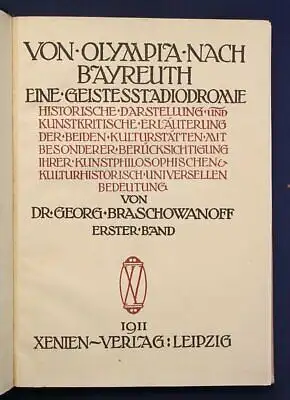 VON·OLYMPIA·NACH
BAYREUTH
EINE·GEISTESSTADIODROMIE
HISTORISCHE·DARSTELLUNG·UND
KUNSTKRITISCHE·ERLÄUTERUNG
DER·BEIDEN·KULTURSTÄTTEN·MIT
BESONDERER·BERÜCKSICHTIGUNG
IHRER·KUNSTPHILOSOPHISCHEN&
KULTURHISTORISCH·UNIVERSELLEN
BEDEUTUNG
VON
DR·GEORG·BRASCHOWANOFF
ERSTER·BAND
1911
XENIEN~VERLAG:LEIPZIG